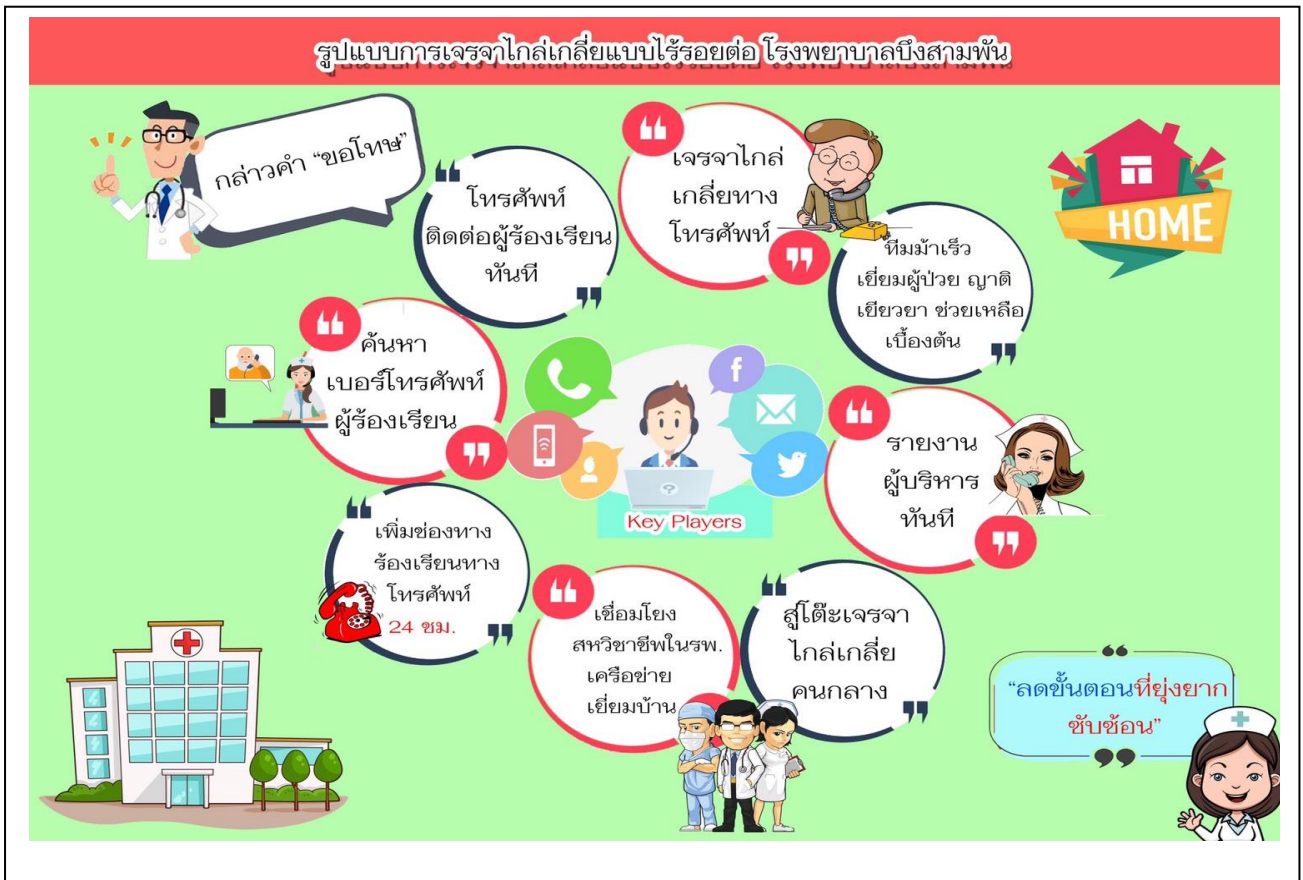 รูปแบบการเจรจาไกล่เกลี่ยแบบไร้รอยต่อ โรงพยาบาลบึงสามพัน
กล่าวคำ “ขอโทษ”
โทรศัพท์
ติดต่อผู้ร้องเรียน
ทันที
เจรจาไกล่
เกลี่ยทาง
โทรศัพท์
HOME
ทีมม้าเร็ว
เยี่ยมผู้ป่วย ญาติ
เยียวยา ช่วยเหลือ
เบื้องต้น
ค้นหา
เบอร์โทรศัพท์
ผู้ร้องเรียน
Key Players
รายงาน
ผู้บริหาร
ทันที
เพิ่มช่องทาง
ร้องเรียนทาง
โทรศัพท์
24 ชม.
เชื่อมโยง
สหวิชาชีพในรพ.
เครือข่าย
เยี่ยมบ้าน
สู่โต๊ะเจรจา
ไกล่เกลี่ย
คนกลาง
“ลดขั้นตอนที่ยุ่งยาก
ซับซ้อน”